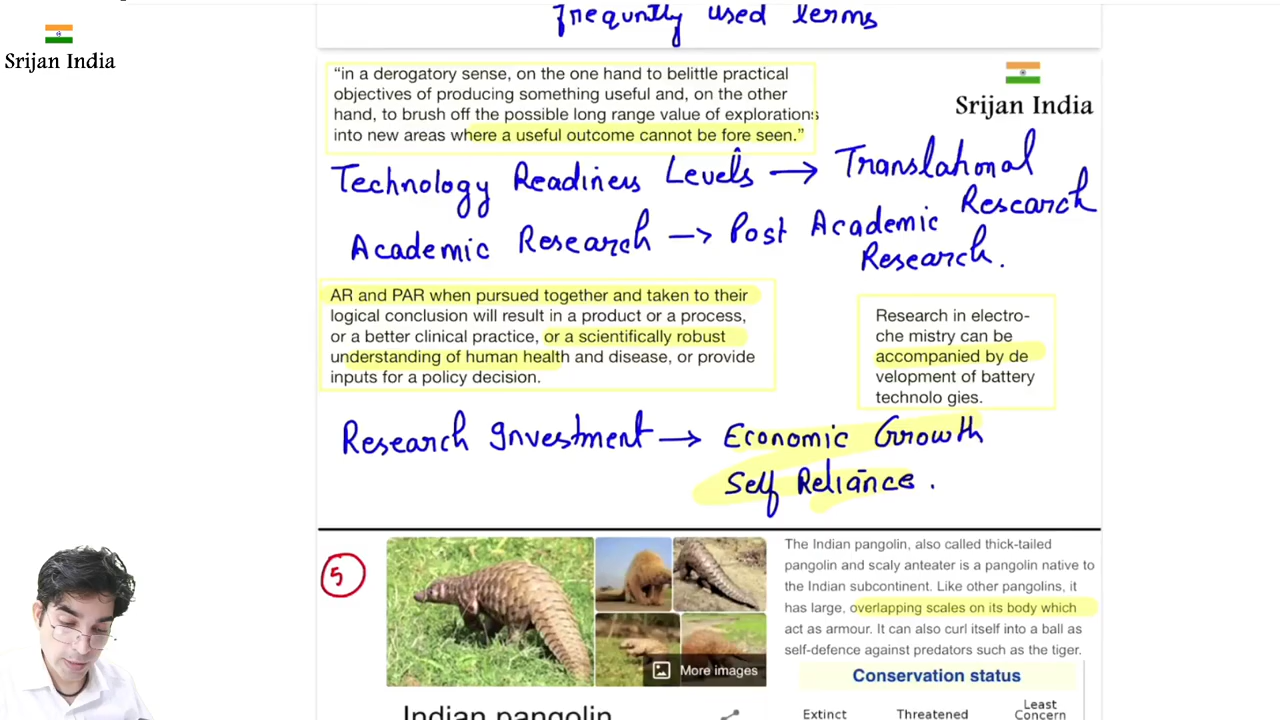 frequntly used terms
Srijan India
"in a derogatory sense, on the one hand to belittle practical
objectives of producing something useful and, on the other
hand, to brush off the possible long range value of explorations
into new areas where a useful outcome cannot be fore seen."
Srijan India
Technology Readiness Levels → Translational
Research
Academic Research → Post Academic
Research.
AR and PAR when pursued together and taken to their
logical conclusion will result in a product or a process,
or a better clinical practice, or a scientifically robust
understanding of human health and disease, or provide
inputs for a policy decision.
Research in electro-
che mistry can be
accompanied by de
velopment of battery
technolo gies.
Research Investment → Economic Growth
Self Reliance.
5
More images
The Indian pangolin, also called thick-tailed
pangolin and scaly anteater is a pangolin native to
the Indian subcontinent. Like other pangolins, it
has large, overlapping scales on its body which
act as armour. It can also curl itself into a ball as
self-defence against predators such as the tiger.
Conservation status
Indian pangolin
Extinct Threatened Least
Concern